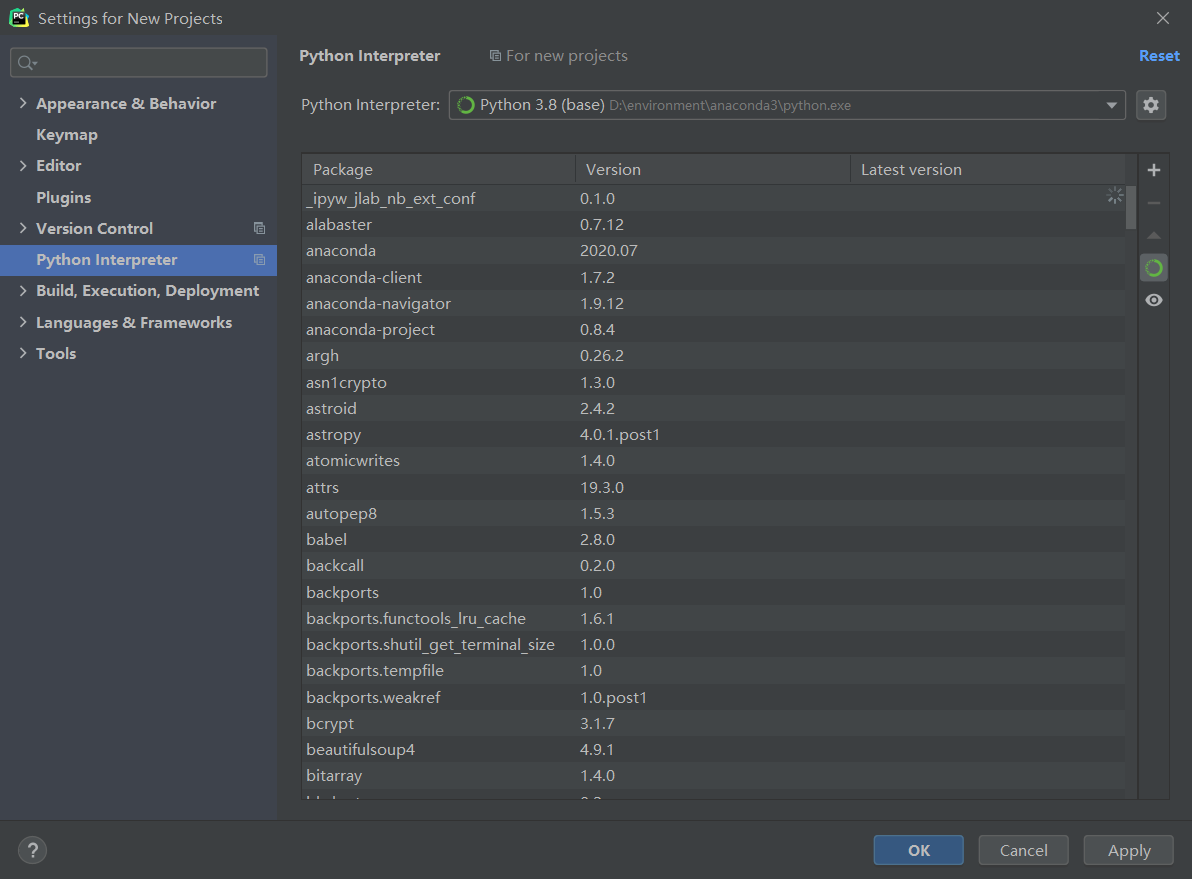 PC Settings for New Projects
Python Interpreter For new projects Reset
Appearance & Behavior
Keymap
Editor
Plugins
Version Control
Python Interpreter
Build, Execution, Deployment
Languages & Frameworks
Tools
Python Interpreter: Python 3.8 (base) D:\environment\anaconda3\python.exe
Package Version Latest version
_ipyw_jlab_nb_ext_conf 0.1.0
alabaster 0.7.12
anaconda 2020.07
anaconda-client 1.7.2
anaconda-navigator 1.9.12
anaconda-project 0.8.4
argh 0.26.2
asn1crypto 1.3.0
astroid 2.4.2
astropy 4.0.1.post1
atomicwrites 1.4.0
attrs 19.3.0
autopep8 1.5.3
babel 2.8.0
backcall 0.2.0
backports 1.0
backports.functools_lru_cache 1.6.1
backports.shutil_get_terminal_size 1.0.0
backports.tempfile 1.0
backports.weakref 1.0.post1
bcrypt 3.1.7
beautifulsoup4 4.9.1
bitarray 1.4.0
? OK Cancel Apply